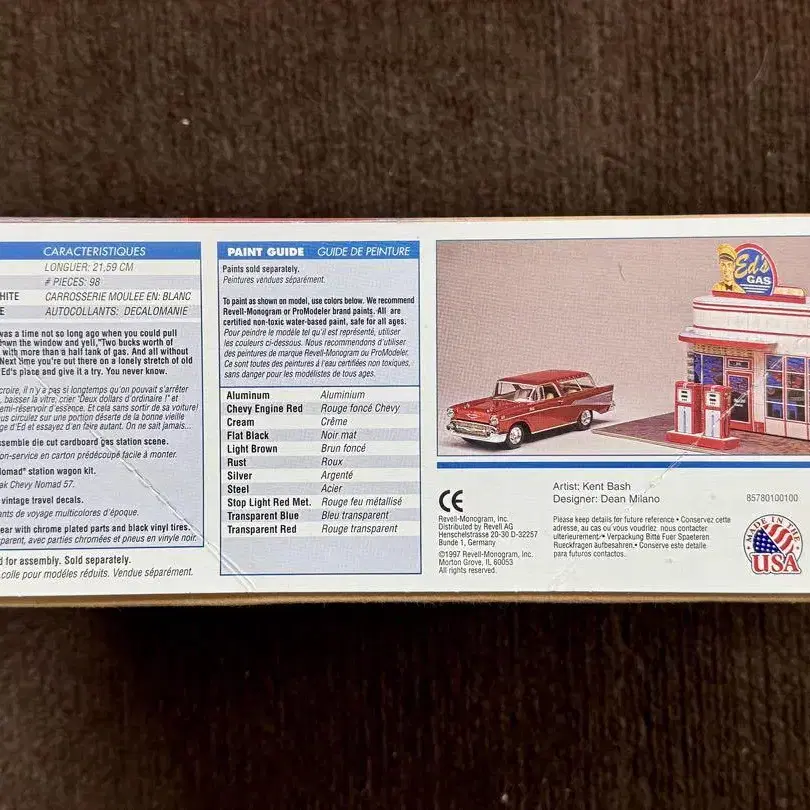 CARACTERISTIQUES
LONGUER: 21,59 CM
# PIECES: 98
HITE CARROSSERIE MOULEE EN: BLANC
E AUTOCOLLANTS: DECALOMANIE
was a time not so long ago when you could pull
down the window and yell, "Two bucks worth of
with more than a half tank of gas. And all without
Next time you're out there on a lonely stretch of old
Ed's place and give it a try. You never know.
croire, il n'y a pas si longtemps qu'on pouvait s'arrêter
, baisser la vitre, crier "Deux dollars d'ordinaire !" et
emi-réservoir d'essence. Et cela sans sortir de sa voiture!
us circulez sur une portion déserte de la bonne vieille
ge d'Ed et essayez d'en faire autant. On ne sait jamais...
ssemble die cut cardboard gas station scene.
on-service en carton prédécoupé facile à monter.
Nomad® station wagon kit.
ak Chevy Nomad 57.
vintage travel decals.
nts de voyage multicolores d'époque.
ear with chrome plated parts and black vinyl tires.
parent, avec parties chromées et pneus en vinyle noir.
d for assembly. Sold separately.
colle pour modèles réduits. Vendue séparément.
PAINT GUIDE GUIDE DE PEINTURE
Paints sold separately.
Peintures vendues séparément.
To paint as shown on model, use colors below. We recommend
Revell-Monogram or ProModeler brand paints. All are
certified non-toxic water-based paint, safe for all ages.
Pour peindre le modèle tel qu'il est représenté, utiliser
les couleurs ci-dessous. Nous recommendons d'utiliser
des peintures de marque Revell-Monogram ou ProModeler.
Ce sont toutes des peintures à l'eau certifiées non toxiques,
sans danger pour les modélistes de tous ages.
Aluminum Aluminium
Chevy Engine Red Rouge foncé Chevy
Cream Crême
Flat Black Noir mat
Light Brown Brun foncé
Rust Roux
Silver Argenté
Steel Acier
Stop Light Red Met. Rouge feu métallisé
Transparent Blue Bleu transparent
Transparent Red Rouge transparent
Ed's
GAS
CE
Revell-Monogram, Inc.
Distributed by Revell AG
Henschelstrasse 20-30 D-32257
Bunde 1, Germany
©1997 Revell-Monogram, Inc.
Morton Grove, IL 60053
All rights reserved.
Artist: Kent Bash
Designer: Dean Milano
85780100100
Please keep details for future reference • Conservez cette
adresse, au cas ou vous voudriez nous contacter
ulterieurement • Verpackung Bitte Fuer Spaeteren
Rueckfragen aufbesahren. • Conserve este detalle
para futuros contactos.
MADE IN THE
USA